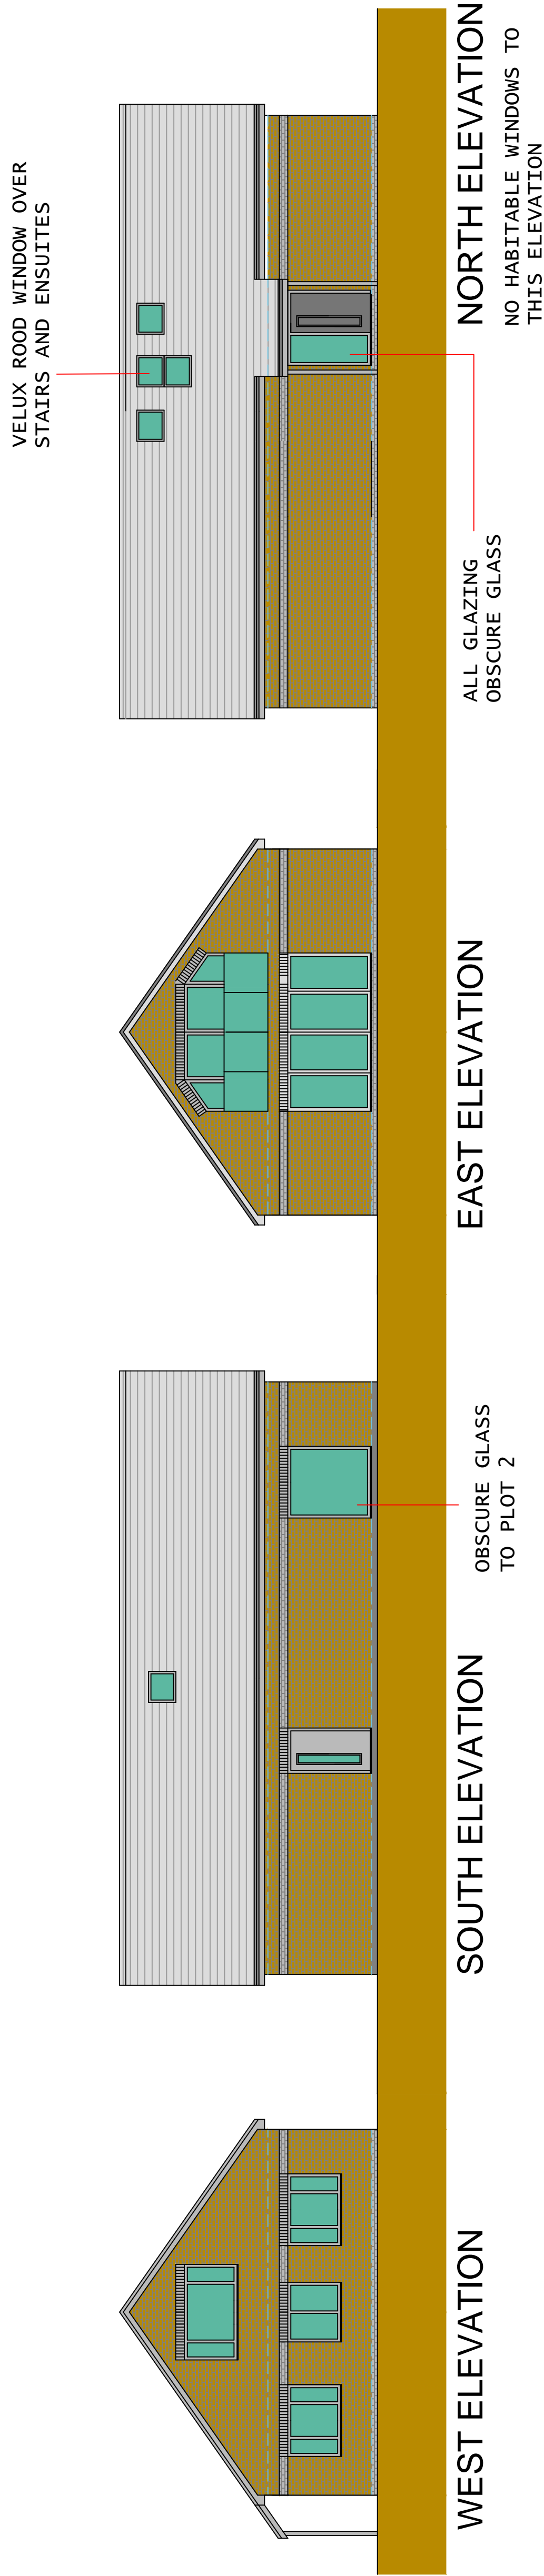 WEST ELEVATION
SOUTH ELEVATION
OBSCURE GLASS
TO PLOT 2
EAST ELEVATION
VELUX ROOD WINDOW OVER
STAIRS AND ENSUITES
ALL GLAZING
OBSCURE GLASS
NORTH ELEVATION
NO HABITABLE WINDOWS TO
THIS ELEVATION